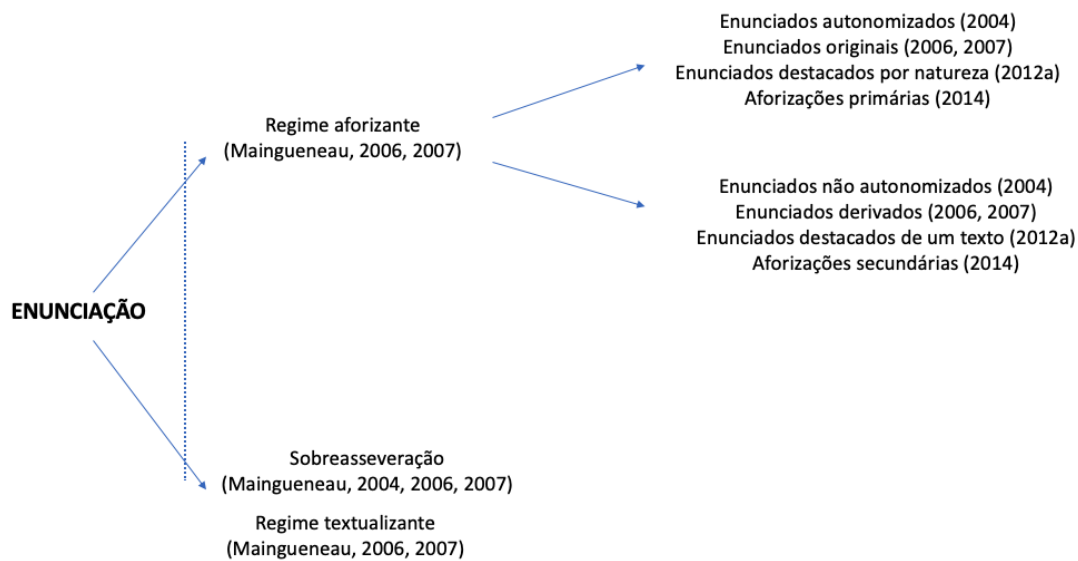 Enunciados autonomizados (2004)
Enunciados originais (2006, 2007)
Enunciados destacados por natureza (2012a)
Aforizações primárias (2014)
Regime aforizante
(Maingueneau, 2006, 2007)
Enunciados não autonomizados (2004)
Enunciados derivados (2006, 2007)
Enunciados destacados de um texto (2012a)
Aforizações secundárias (2014)
ENUNCIAÇÃO
Sobreasseveração
(Maingueneau, 2004, 2006, 2007)
Regime textualizante
(Maingueneau, 2006, 2007)